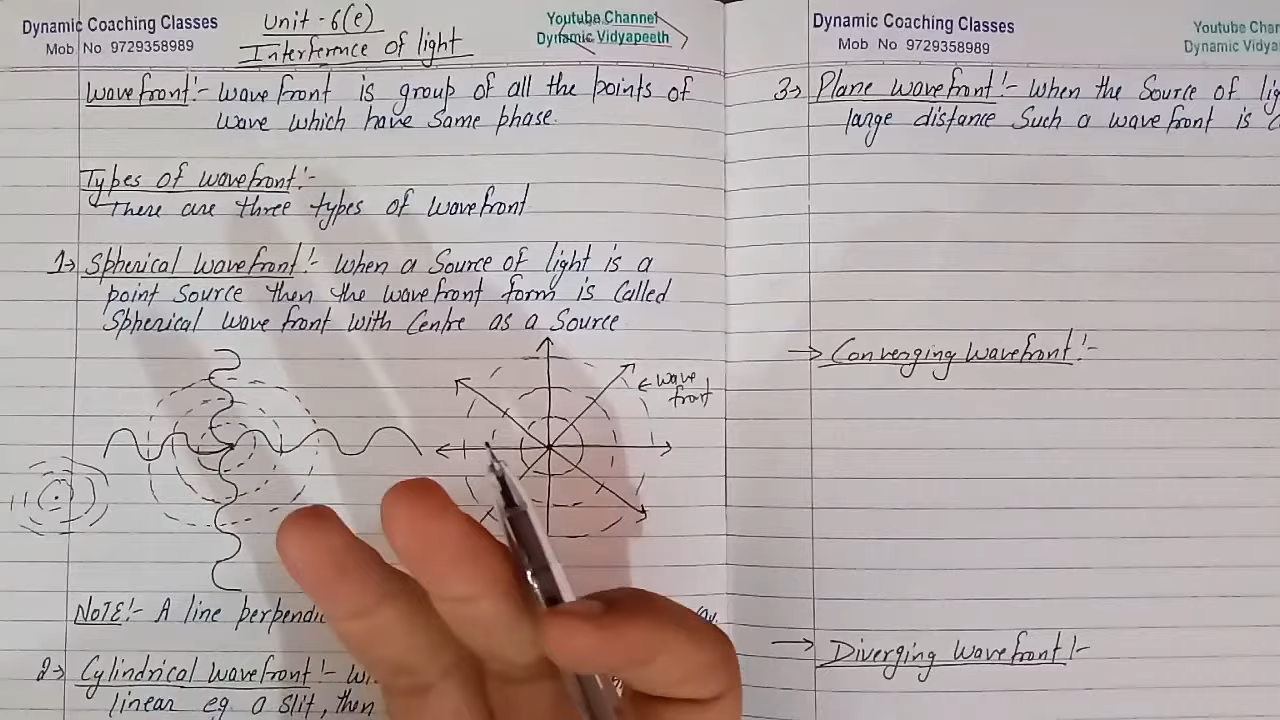 Dynamic Coaching Classes
Mob No 9729358989
Unit-6(e)
Interfernce of light
Youtube Channel
Dynamic Vidyapeeth
Wavefront:- Wave front is group of all the points of
wave which have same phase.
Types of wavefront:-
There are three types of wavefront
1→ Spherical wavefront:- When a Source of light is a
point source then the wavefront form is Called
Spherical wave front with Centre as a Source
wave
front
NOTE:- A line
2→ Cylindrical wavefront:-
linear eg. a slit, then
Dynamic Coaching Classes
Mob No 9729358989
Youtube
Dynamic
3→ Plane wavefront:- When the Source of
large distance Such a wavefront is
→ Converging Wavefront:-
→ Diverging Wavefront:-